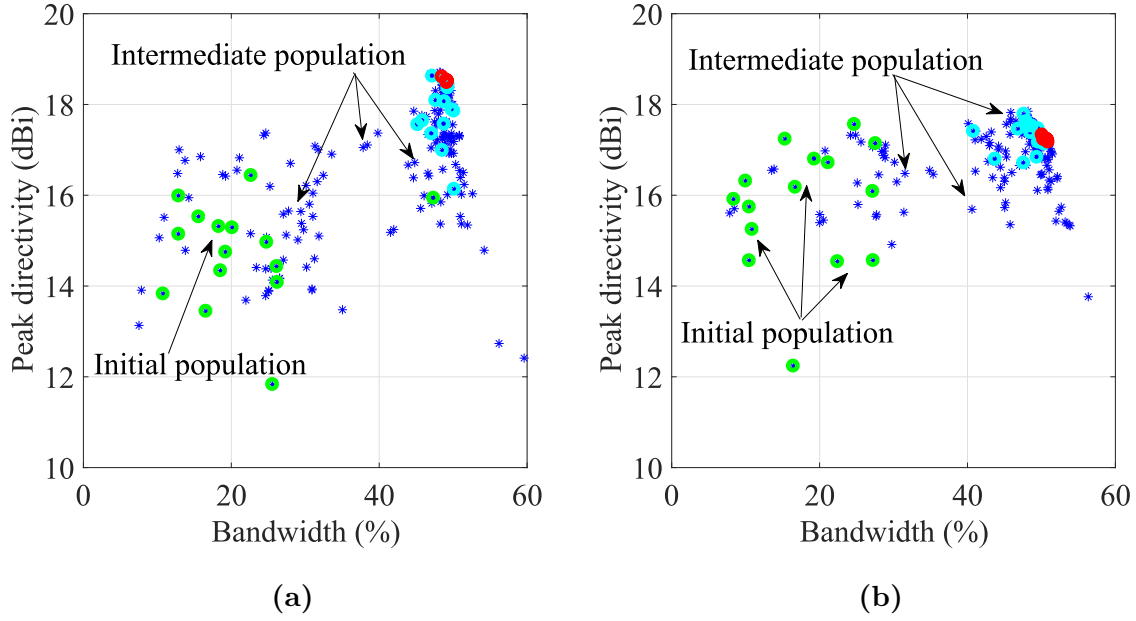 20
18
16
14
12
10
0
20
40
60
Peak directivity (dBi)
Bandwidth (%)
Intermediate population
Initial population
(a)
20
18
16
14
12
10
0
20
40
60
Peak directivity (dBi)
Bandwidth (%)
Intermediate population
Initial population
(b)